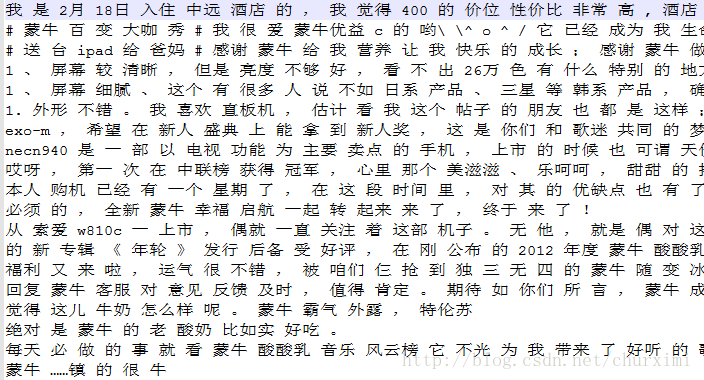 我 是 2月 18日 入住 中远 酒店 的 ， 我 觉得 400 的 价位 性价比 非常 高 , 酒店
# 蒙牛 百 变 大咖 秀 # 我 很 爱 蒙牛优益 c 的 哟\ \^ o ^ / 它 已经 成为 我 生
# 送 台 ipad 给 爸妈 # 感谢 蒙牛 给 我 营养 让 我 快乐 的 成长 ； 感谢 蒙牛 做
1 、 屏幕 较 清晰 ， 但是 亮度 不够 好 ， 看 不 出 26万 色 有 什么 特别 的 地
1 、 屏幕 细腻 、 这个 有 很多 人 说 不如 日系 产品 、 三星 等 韩系 产品 ， 确
1. 外形 不错 。 我 喜欢 直板机 ， 估计 看 我 这个 帖子 的 朋友 也 都 是 这样 ；
exo-m ， 希望 在 新人 盛典 上 能 拿 到 新人奖 ， 这 是 你们 和 歌迷 共同 的 梦
necn940 是 一 部 以 电视 功能 为 主要 卖点 的 手机 ， 上市 的 时候 也 可谓 天
哎呀 ， 第一 次 在 中联榜 获得 冠军 ， 心里 那个 美滋滋 、 乐呵呵 ， 甜甜 的
本人 购机 已经 有 一个 星期 了 ， 在 这 段 时间 里 ， 对 其 的 优缺点 也 有 了
必须 的 ， 全新 蒙牛 幸福 启航 一起 转 起来 来 了 ， 终于 来 了 ！
从 索爱 w810c 一 上市 ， 偶就 一直 关注 着 这部 机子 。 无 他 ， 就是 偶 对 这
的 新 专辑 《 年轮 》 发行 后备 受 好评 ， 在 刚 公布 的 2012 年度 蒙牛 酸酸乳
福利 又 来 啦 ， 运气 很 不错 ， 被 咱们 仨 抢 到 独 三 无 四 的 蒙牛 随 变 冰
回复 蒙牛 客服 对 意见 反馈 及时 ， 值得 肯定 。 期待 如 你们 所 言 ， 蒙牛 成
觉得 这儿 牛奶 怎么样 呢 。 蒙牛 霸气 外露 ， 特伦苏
绝对 是 蒙牛 的 老 酸奶 比如实 好吃 。
每天 必 做 的 事 就 看 蒙牛 酸酸乳 音乐 风云榜 它 不光 为 我 带来 了 好听 的
蒙牛 ……镇 的 很 牛
http://blog.csdn.net/churximi